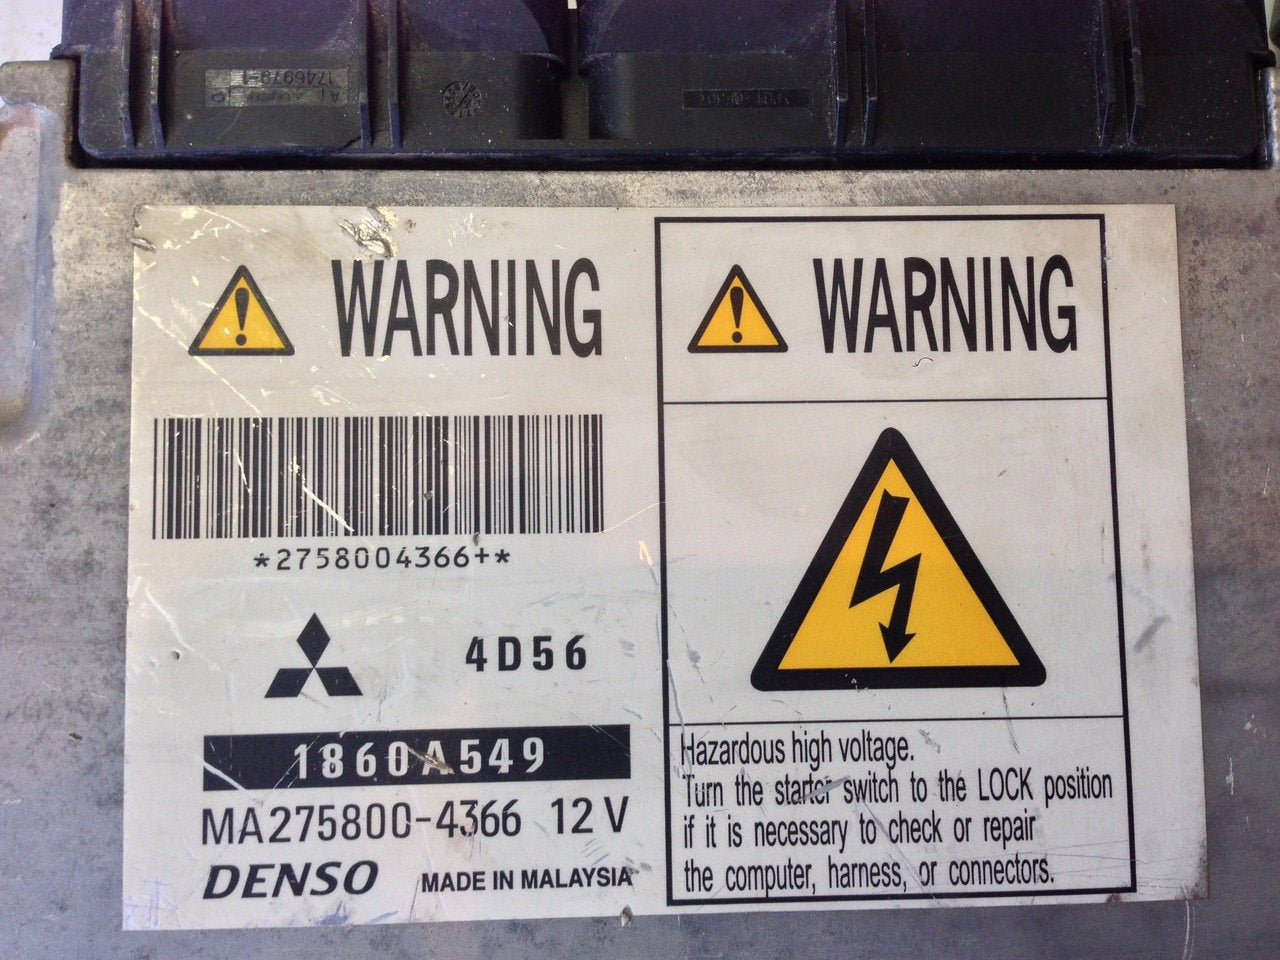 WARNING
*2758004366+*
4D56
1860A549
MA275800-4366 12V
DENSO MADE IN MALAYSIA
WARNING
Hazardous high voltage.
Turn the starter switch to the LOCK position
if it is necessary to check or repair
the computer, harness, or connectors.